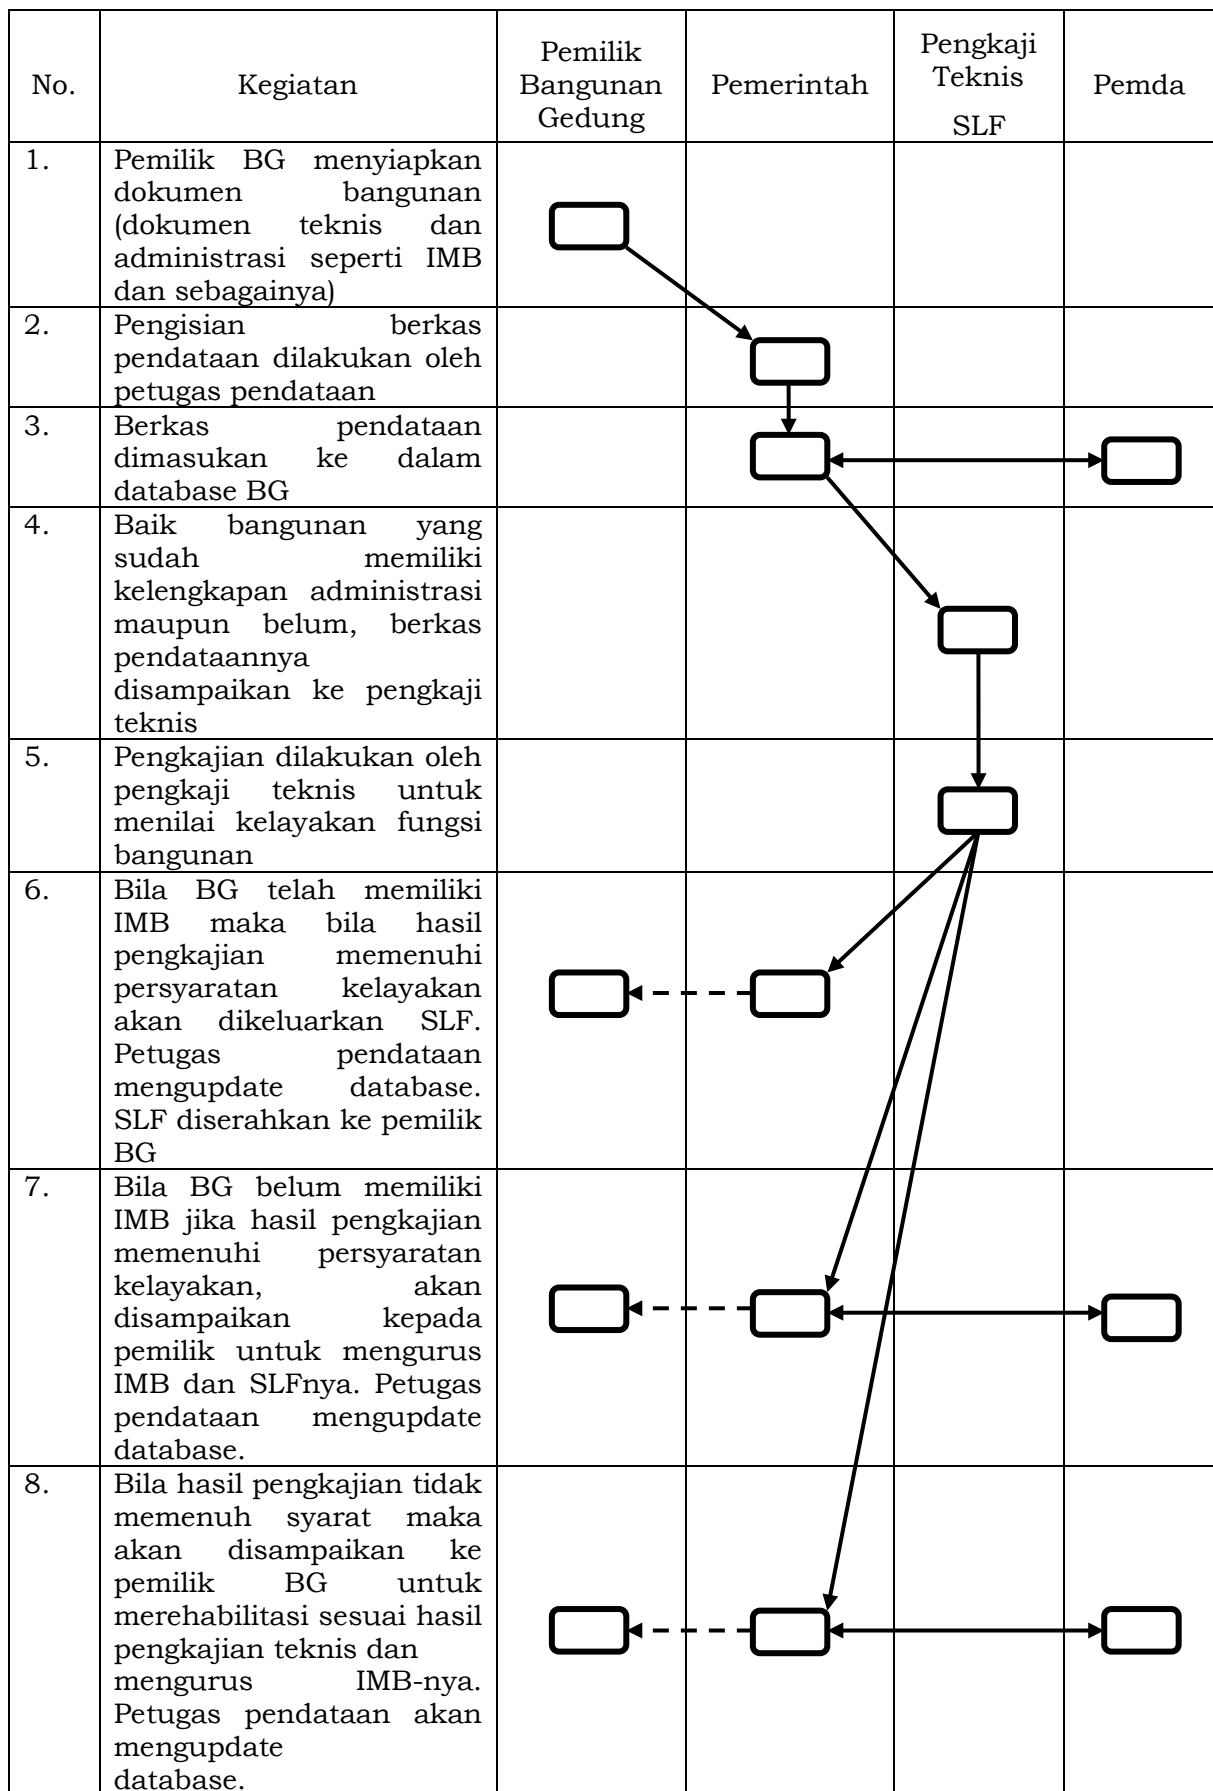 No.
Kegiatan
Pemilik
Bangunan
Gedung
Pemerintah
Pengkaji
Teknis
SLF
Pemda
1.
Pemilik BG menyiapkan
dokumen bangunan
(dokumen teknis dan
administrasi seperti IMB
dan sebagainya)
2.
Pengisian berkas
pendataan dilakukan oleh
petugas pendataan
3.
Berkas pendataan
dimasukan ke dalam
database BG
4.
Baik bangunan yang
sudah memiliki
kelengkapan administrasi
maupun belum, berkas
pendataannya
disampaikan ke pengkaji
teknis
5.
Pengkajian dilakukan oleh
pengkaji teknis untuk
menilai kelayakan fungsi
bangunan
6.
Bila BG telah memiliki
IMB maka bila hasil
pengkajian memenuhi
persyaratan kelayakan
akan dikeluarkan SLF.
Petugas pendataan
mengupdate database.
SLF diserahkan ke pemilik
BG
7.
Bila BG belum memiliki
IMB jika hasil pengkajian
memenuhi persyaratan
kelayakan, akan
disampaikan kepada
pemilik untuk mengurus
IMB dan SLFnya. Petugas
pendataan mengupdate
database.
8.
Bila hasil pengkajian tidak
memenuh syarat maka
akan disampaikan ke
pemilik BG untuk
merehabilitasi sesuai hasil
pengkajian teknis dan
mengurus IMB-nya.
Petugas pendataan akan
mengupdate
database.